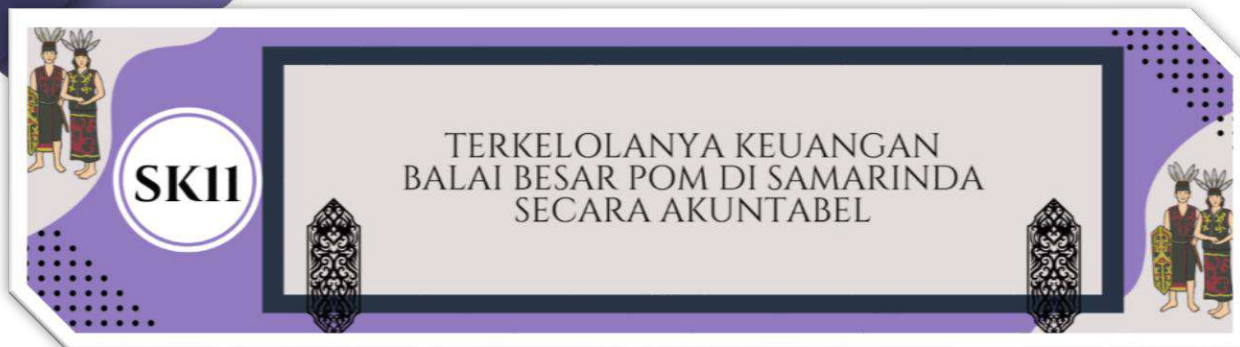 SK11
TERKELOLANYA KEUANGAN
BALAI BESAR POM DI SAMARINDA
SECARA AKUNTABEL